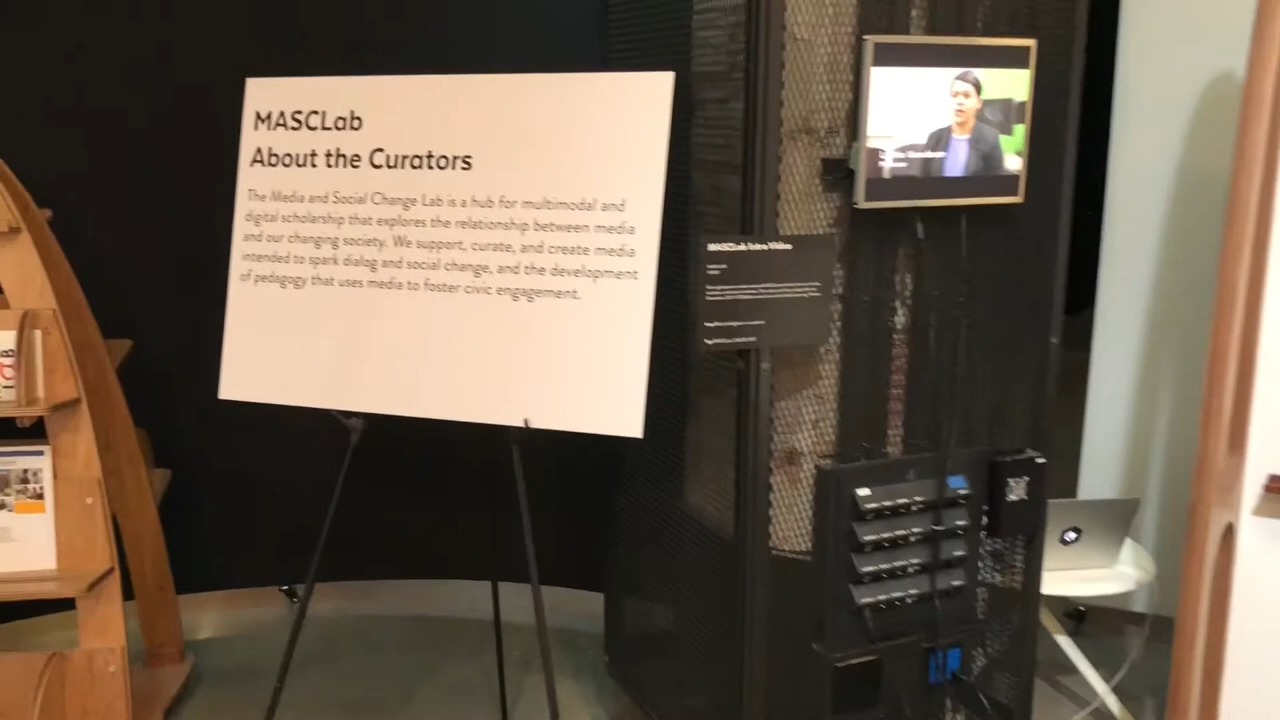 MASCLab
About the Curators
The Media and Social Change Lab is a hub for multimodal and
digital scholarship that explores the relationship between media
and our changing society. We support, curate, and create media
intended to spark dialog and social change, and the development
of pedagogy that uses media to foster civic engagement.
MASCLab Intro Video